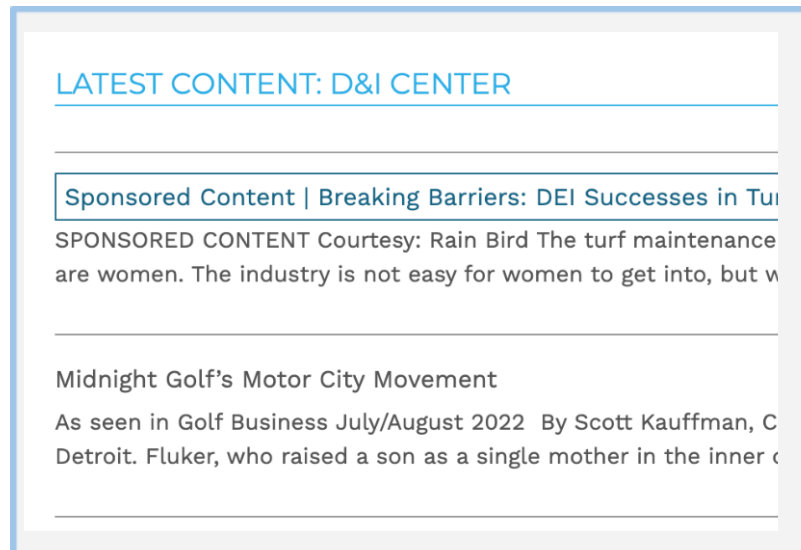 LATEST CONTENT: D&I CENTER
Sponsored Content | Breaking Barriers: DEI Successes in
SPONSORED CONTENT Courtesy: Rain Bird The turf maintenance
are women. The industry is not easy for women to get into, but
Midnight Golf’s Motor City Movement
As seen in Golf Business July/August 2022 By Scott Kauffman,
Detroit. Fluker, who raised a son as a single mother in the inner